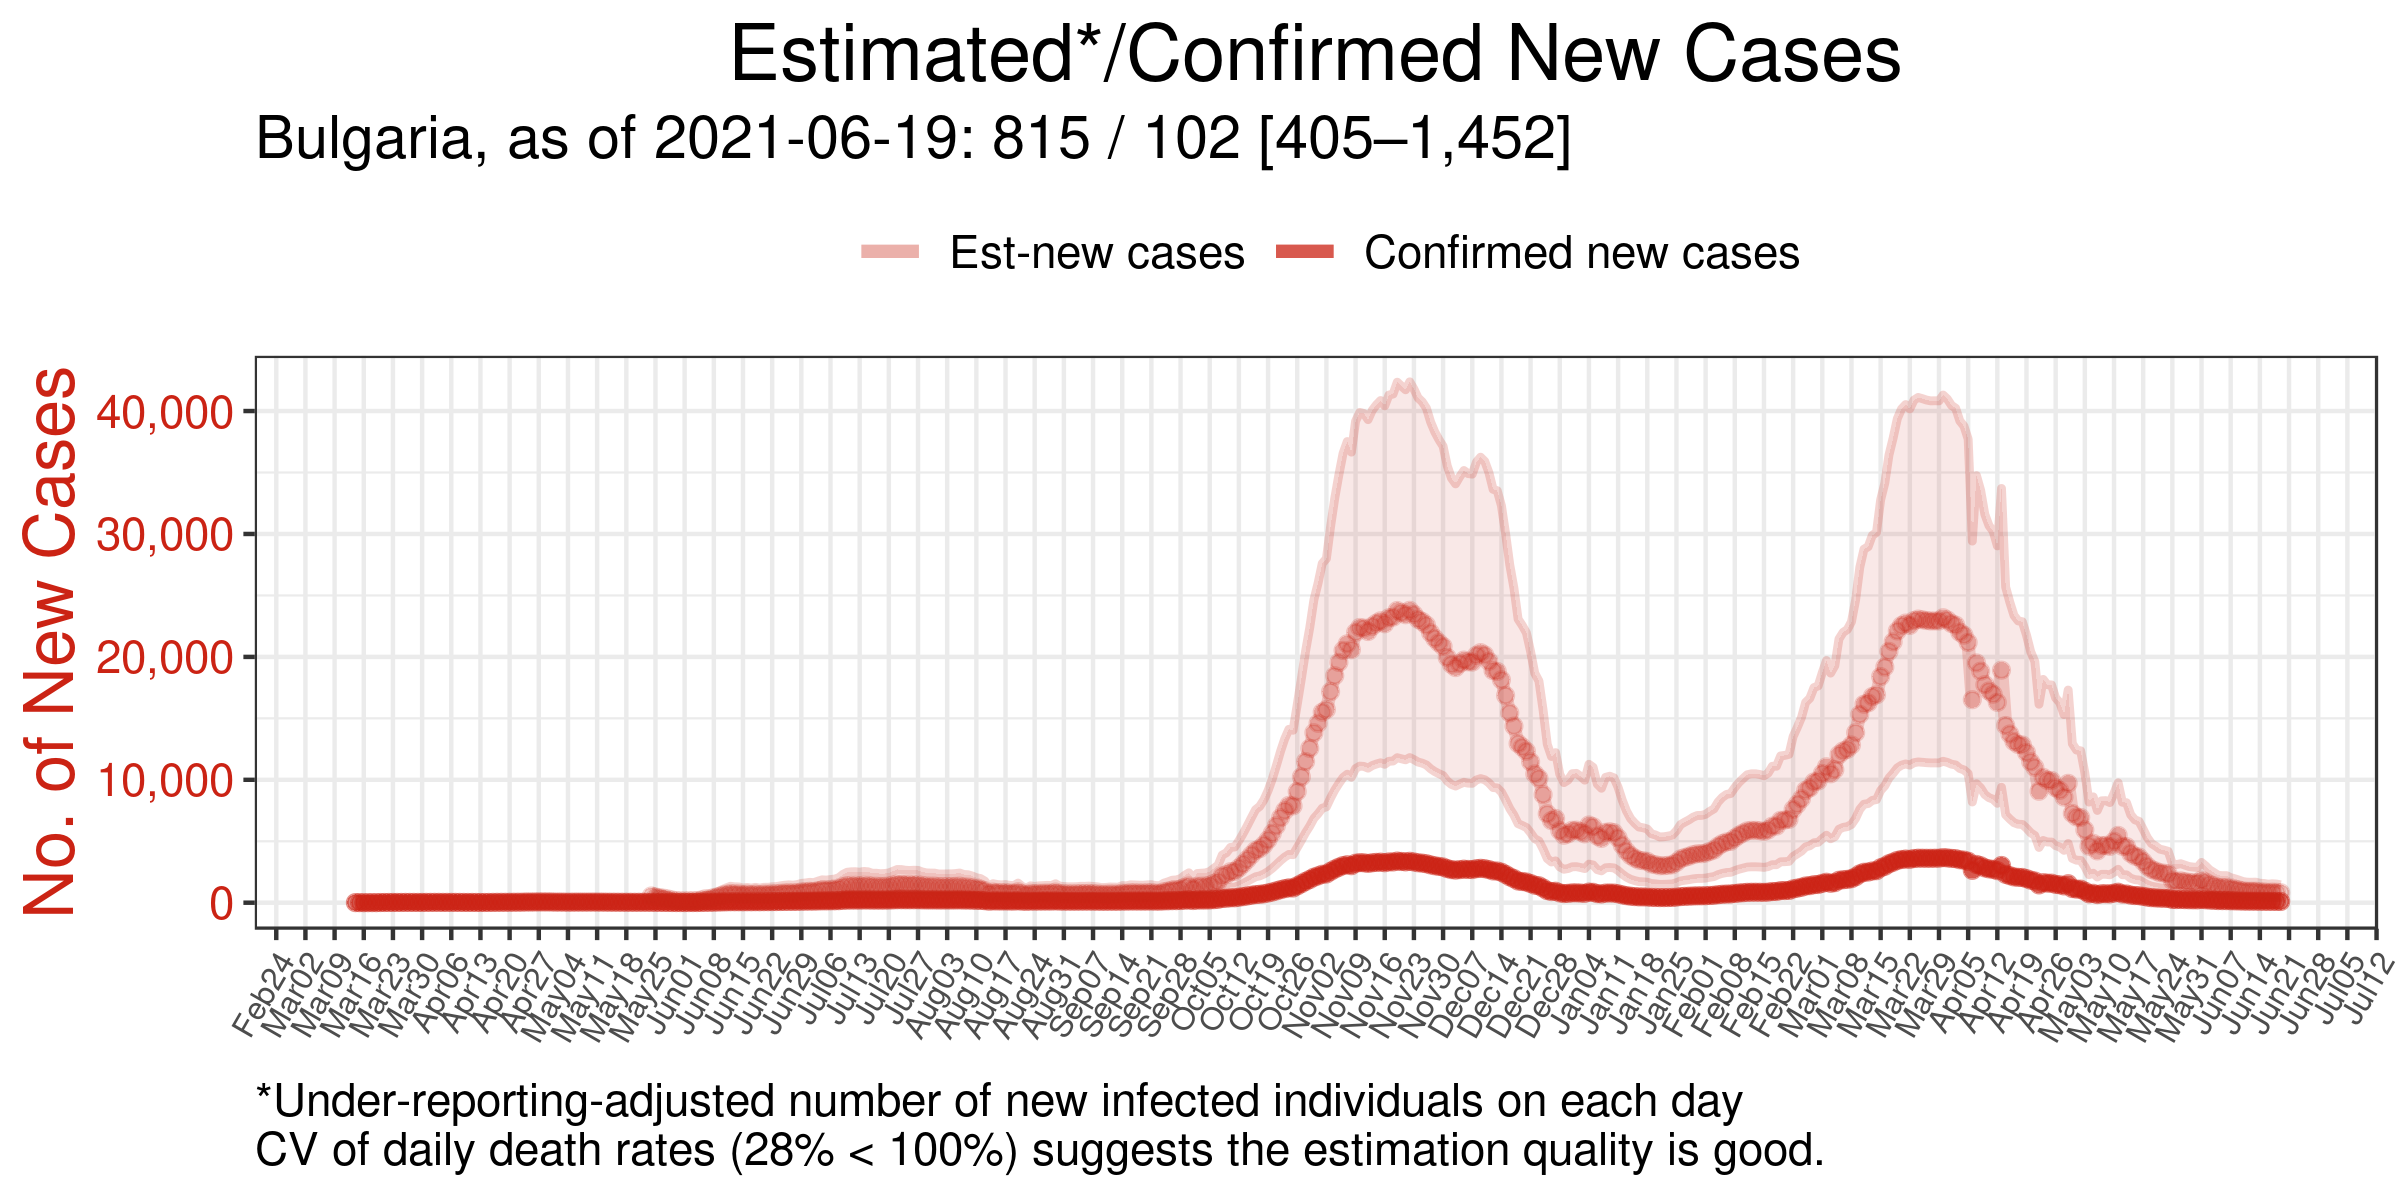 Estimated*/Confirmed New Cases
Bulgaria, as of 2021-06-19: 815 / 102 [405–1,452]
Est-new cases
Confirmed new cases
No. of New Cases
40,000
30,000
20,000
10,000
0
Feb24
Mar02
Mar09
Mar16
Mar23
Mar30
Apr06
Apr13
Apr20
Apr27
May04
May11
May18
May25
Jun01
Jun08
Jun15
Jun22
Jun29
Jul06
Jul13
Jul20
Jul27
Aug03
Aug10
Aug17
Aug24
Aug31
Sep07
Sep14
Sep21
Sep28
Oct05
Oct12
Oct19
Oct26
Nov02
Nov09
Nov16
Nov23
Nov30
Dec07
Dec14
Dec21
Dec28
Jan04
Jan11
Jan18
Jan25
Feb01
Feb08
Feb15
Feb22
Mar01
Mar08
Mar15
Mar22
Mar29
Apr05
Apr12
Apr19
Apr26
May03
May10
May17
May24
May31
Jun07
Jun14
Jun21
Jun28
Jul05
Jul12
*Under-reporting-adjusted number of new infected individuals on each day
CV of daily death rates (28% < 100%) suggests the estimation quality is good.